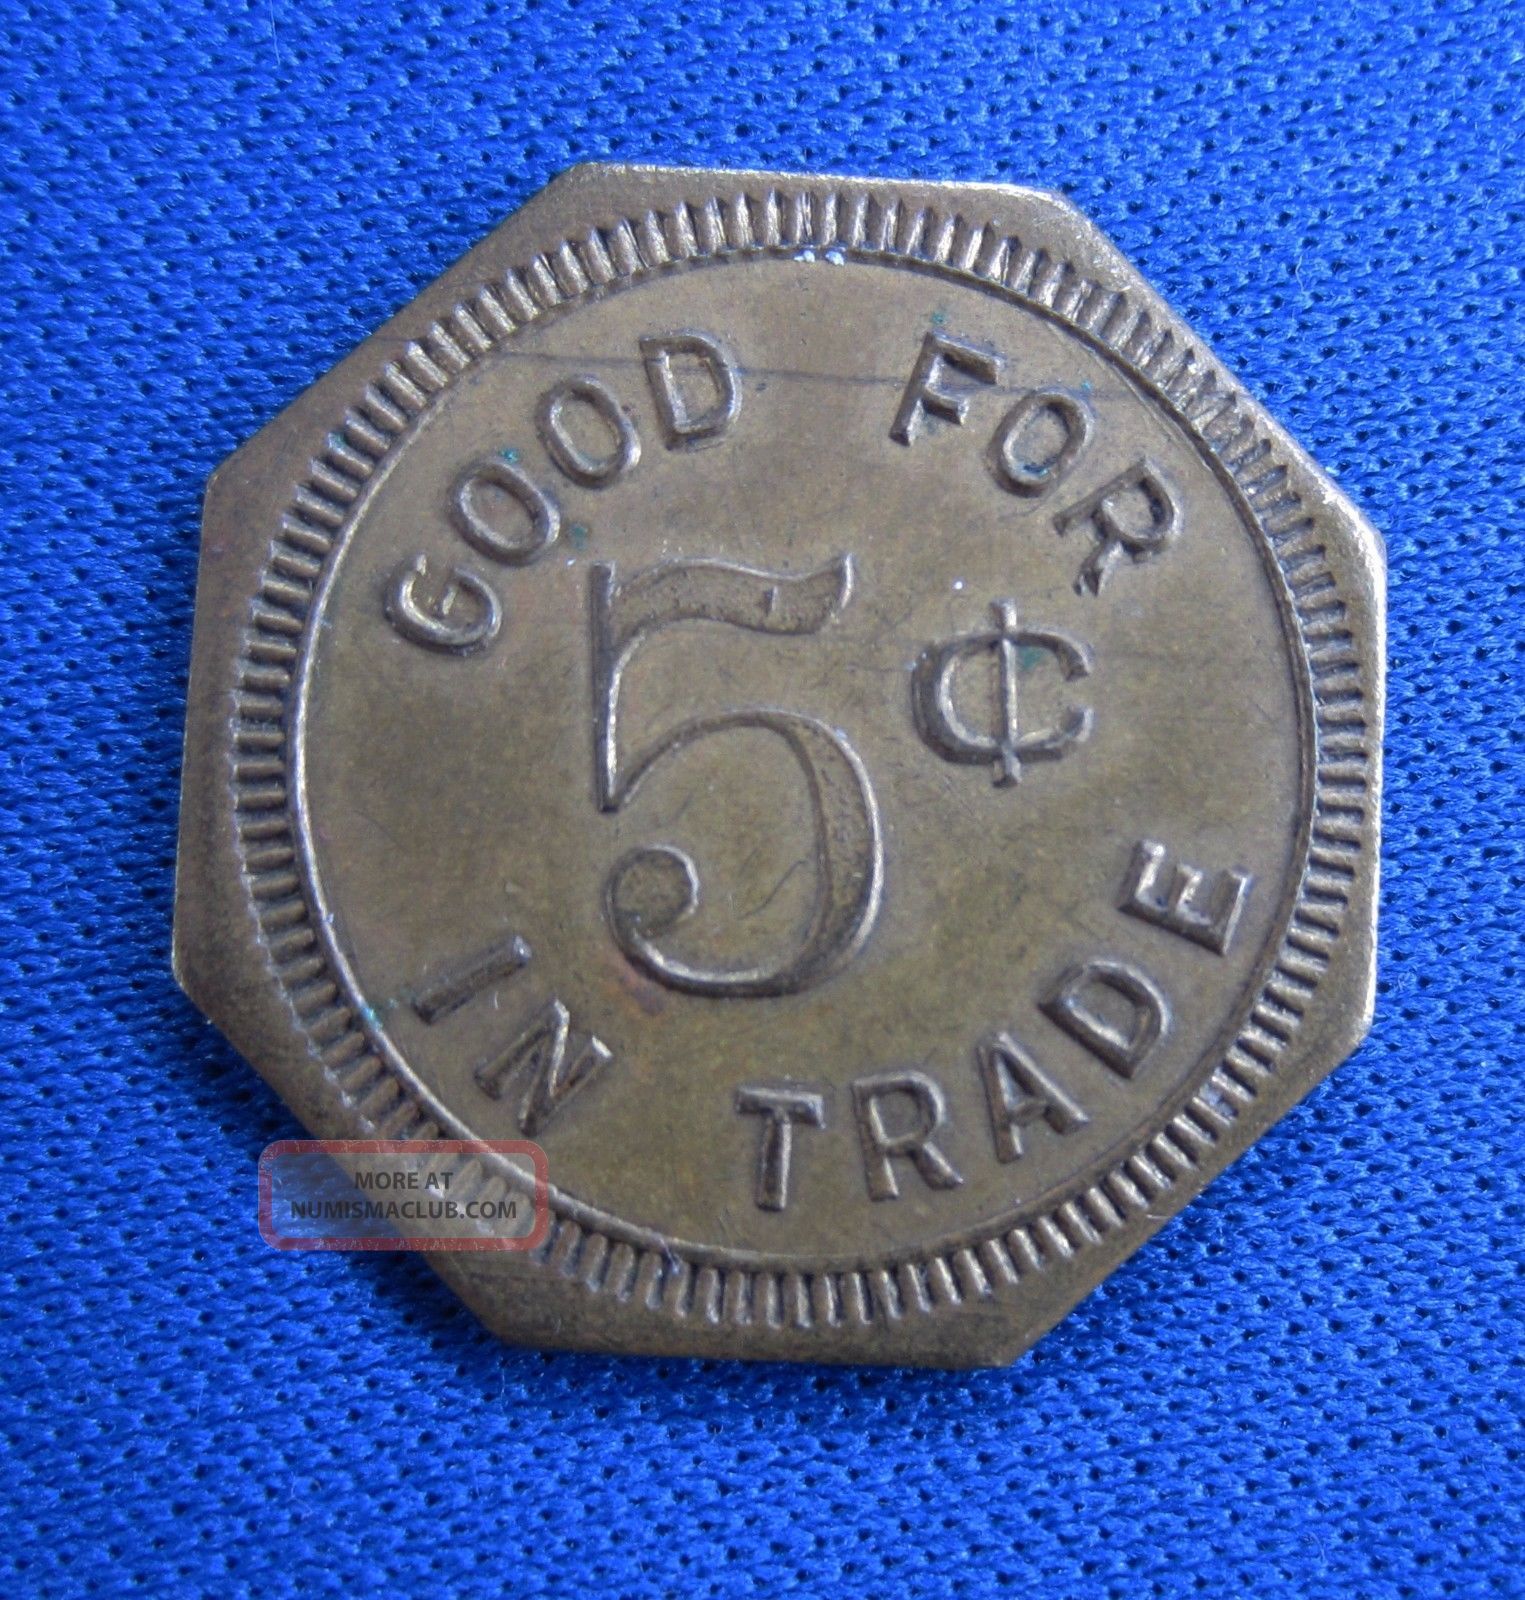 GOOD FOR
5 ¢
IN TRADE
MORE AT
NUMISMACLUB.COM